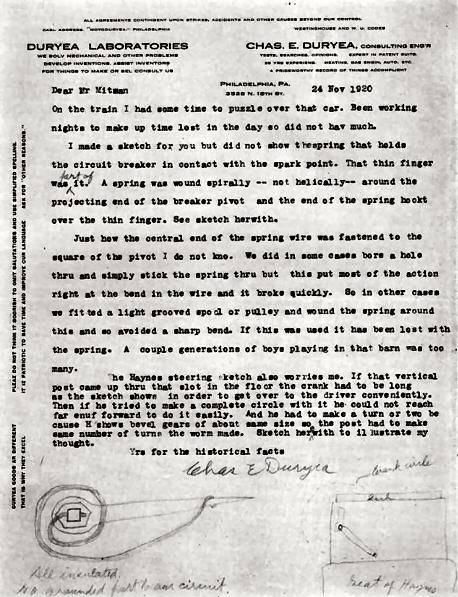 ALL AGREEMENTS CONTINGENT UPON STRIKES, ACCIDENTS AND OTHER CAUSES BEYOND OUR CONTROL
CABL ADDRESS, "MOTODURYEA" PHILADELPHIA
WESTINGHOUSE AND W. U. CODES
DURYEA LABORATORIES
WE SOLV MECHANICAL AND OTHER PROBLEMS
DEVELOP INVENTIONS, ASSIST INVENTORS
FOR THINGS TO MAKE OR SEL CONSULT US
CHAS. E. DURYEA, CONSULTING ENG'R
TESTS, SEARCHES, OPINIONS, EXPERT IN PATENT SUITS.
30 YRS EXPERIENC. HEATING, GAS ENGIN, AUTO, ETC.
A PRISEWORTHY RECORD OF THINGS ACCOMPLISHT
PHILADELPHIA, PA.
3528 N. 18TH ST.
Dear Mr Mitman
24 Nov 1920
On the train I had some time to puzzle over that car. Been working
nights to make up time lost in the day so did not hav much.
I made a sketch for you but did not show thespring that holds
the circuit breaker in contact with the spark point. That thin finger
part of
was it. A spring was wound spirally -- not helically-- around the
projecting end of the breaker pivot and the end of the spring hookt
over the thin finger. See sketch herwith.
Just how the central end of the spring wire was fastened to the
square of the pivot I do not kno. We did in some cases bore a hole
thru and simply stick the spring thru but this put most of the action
right at the bend in the wire and it broke quickly. So in other cases
we fitted a light grooved spool or pulley and wound the spring around
this and so avoided a sharp bend. If this was used it has been lost with
the spring. A couple generations of boys playing in that barn was too
many.
he Haynes steering sketch also worries me. If that vertical
post came up thru that slot in the floor the crank had to be long
as the sketch shows in order to get over to the driver conveniently.
Then if he tried to make a complete circle with it he could not reach
far enuf forward to do it easily. And he had to make a turn or two be
cause H shows bevel gears of about same size so the post had to make
same number of turns the worm made. Sketch herwith to illustrate my
thought.
Yrs for the historical facts
Chas E Duryea
PLEAS DO NOT THINK IT BOORISH TO OMIT SALUTATIONS AND USE SIMPLIFIED SPELLING.
IT IS PATRIOTIC TO SAVE TIME AND IMPROVE OUR LANGUAGE ASK FOR "OTHER REASONS."
DURYEA GOODS AR DIFFERENT
THAT IS WHY THEY EXCEL
All insulated.
No grounded part to our circuit.
Seat of Haynes